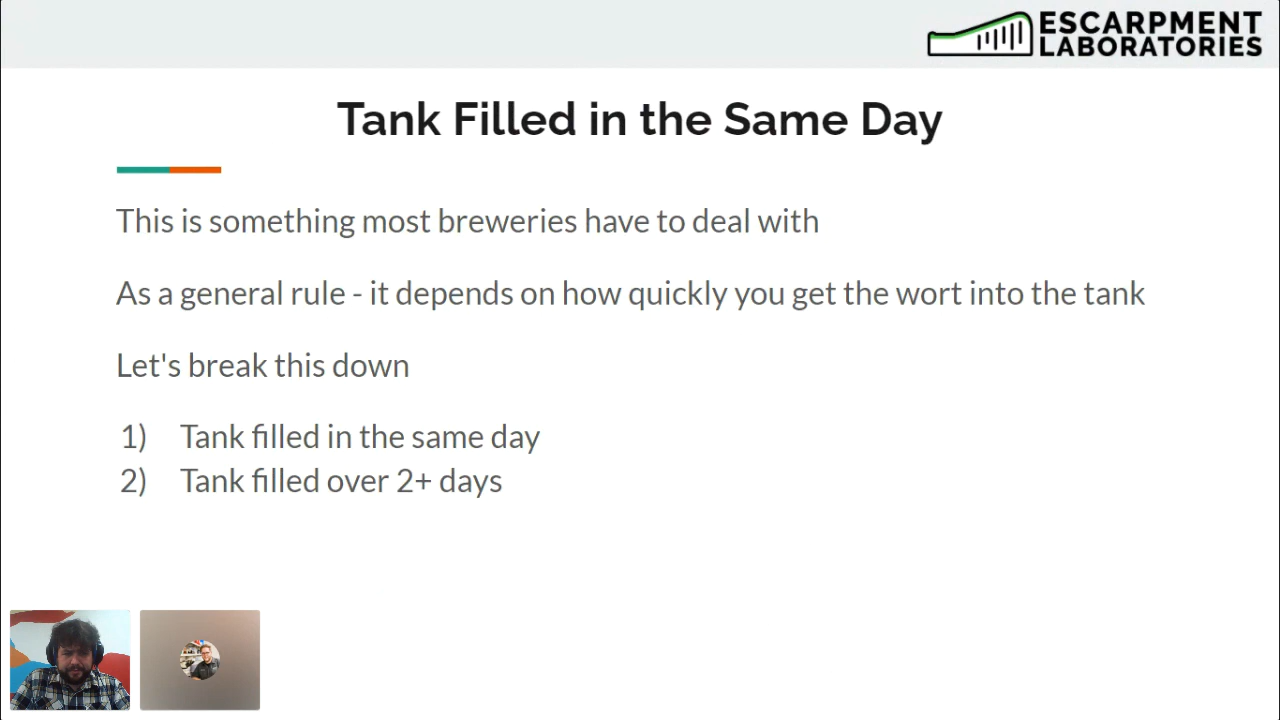 ESCARPMENT
LABORATORIES
Tank Filled in the Same Day
This is something most breweries have to deal with
As a general rule - it depends on how quickly you get the wort into the tank
Let's break this down
1) Tank filled in the same day
2) Tank filled over 2+ days